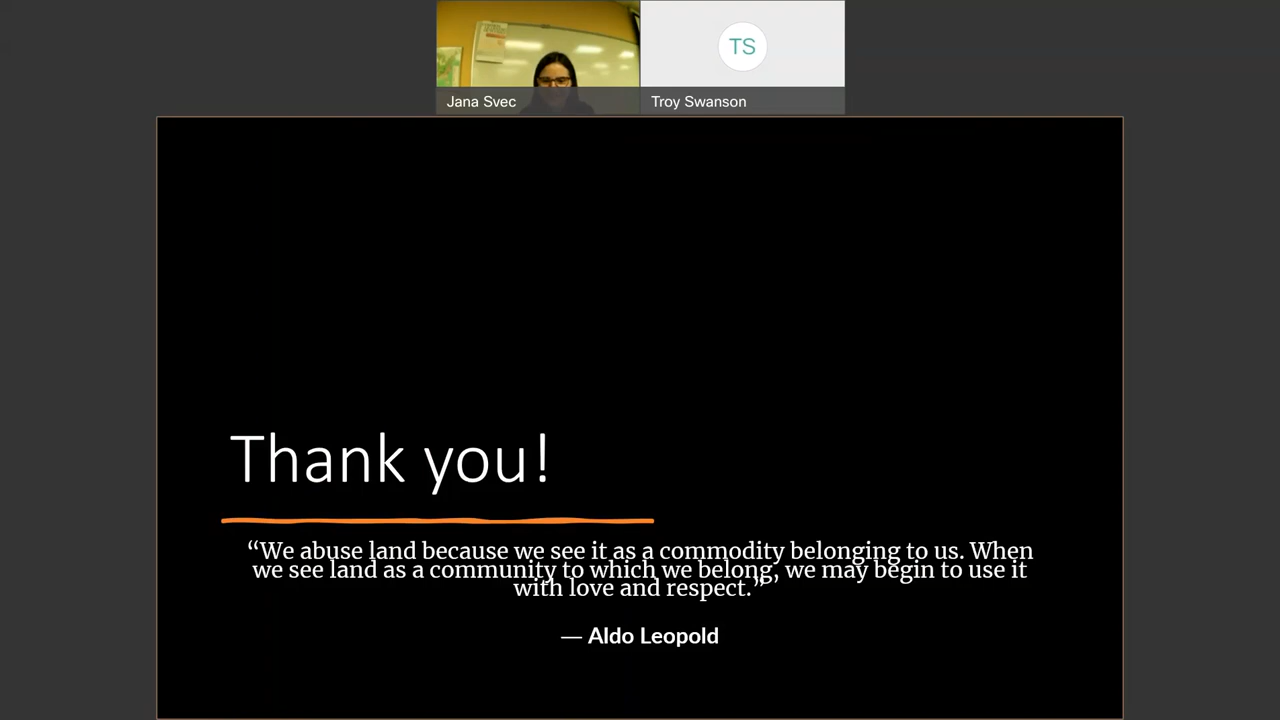 TS
Jana Svec
Troy Swanson
Thank you!
“We abuse land because we see it as a commodity belonging to us. When
we see land as a community to which we belong, we may begin to use it
with love and respect.”
— Aldo Leopold